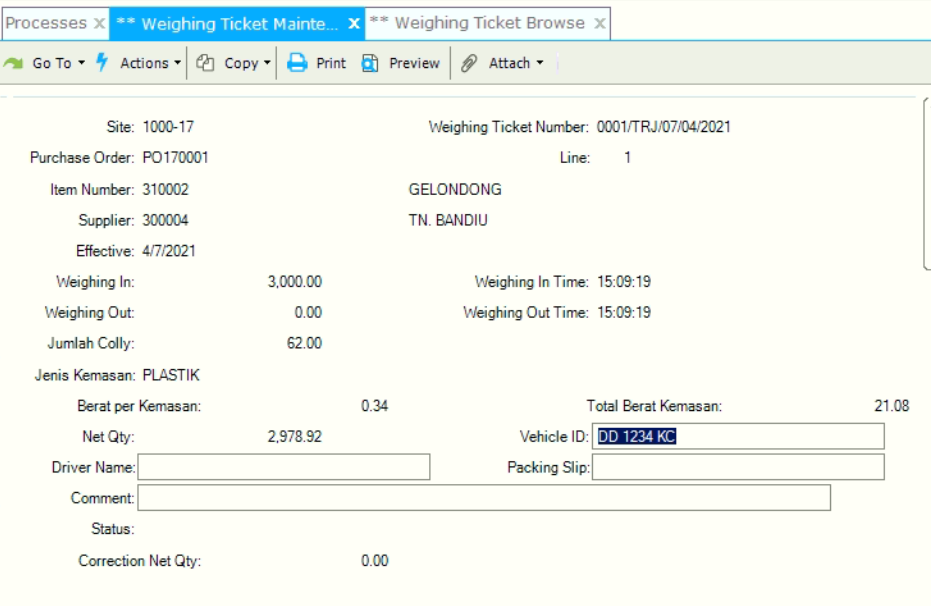 Processes x ** Weighing Ticket Mainte... x ** Weighing Ticket Browse x
Go To Actions Copy Print Preview Attach
Site: 1000-17 Weighing Ticket Number: 0001/TRJ/07/04/2021
Purchase Order: PO170001 Line: 1
Item Number: 310002 GELONDONG
Supplier: 300004 TN. BANDIU
Effective: 4/7/2021
Weighing In: 3,000.00 Weighing In Time: 15:09:19
Weighing Out: 0.00 Weighing Out Time: 15:09:19
Jumlah Colly: 62.00
Jenis Kemasan: PLASTIK
Berat per Kemasan: 0.34 Total Berat Kemasan: 21.08
Net Qty: 2,978.92 Vehicle ID: DD 1234 KC
Driver Name: Packing Slip:
Comment:
Status:
Correction Net Qty: 0.00